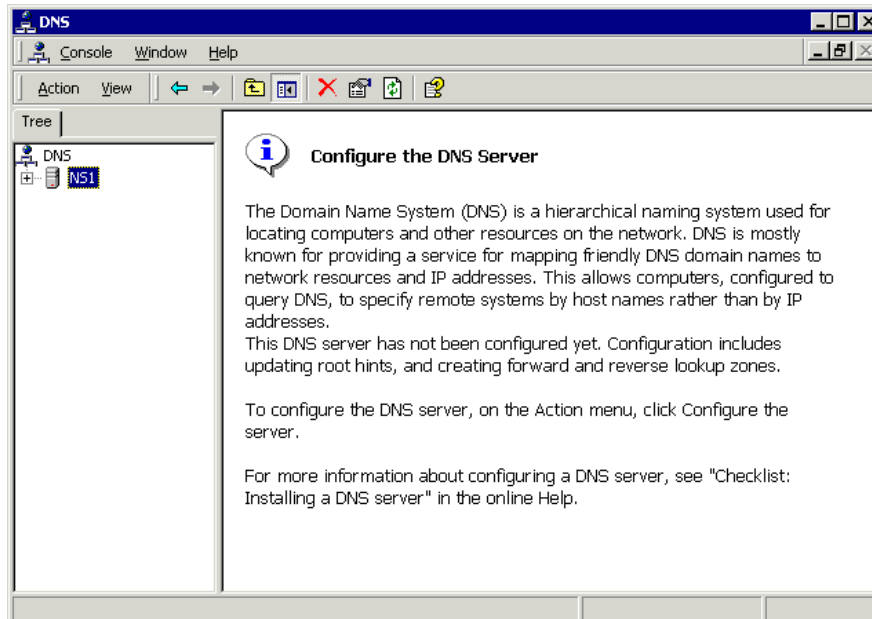 DNS
Console Window Help
Action View
Tree
DNS
NS1
Configure the DNS Server
The Domain Name System (DNS) is a hierarchical naming system used for
locating computers and other resources on the network. DNS is mostly
known for providing a service for mapping friendly DNS domain names to
network resources and IP addresses. This allows computers, configured to
query DNS, to specify remote systems by host names rather than by IP
addresses.
This DNS server has not been configured yet. Configuration includes
updating root hints, and creating forward and reverse lookup zones.
To configure the DNS server, on the Action menu, click Configure the
server.
For more information about configuring a DNS server, see "Checklist:
Installing a DNS server" in the online Help.